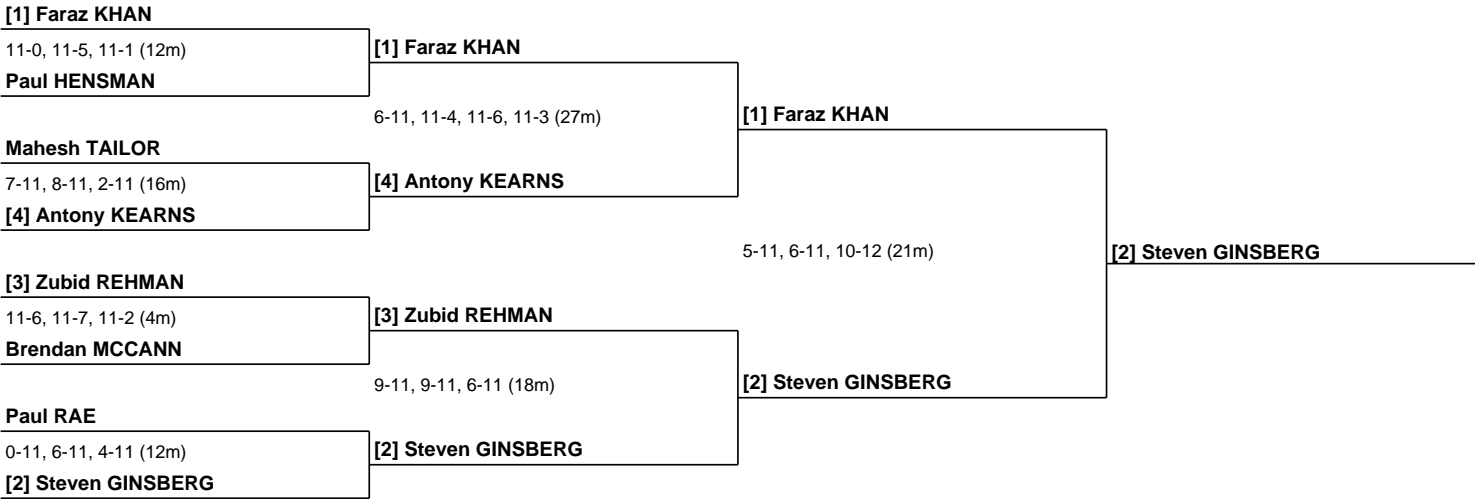 [1] Faraz KHAN
11-0, 11-5, 11-1 (12m)
Paul HENSMAN
Mahesh TAILOR
7-11, 8-11, 2-11 (16m)
[4] Antony KEARNS
[3] Zubid REHMAN
11-6, 11-7, 11-2 (4m)
Brendan MCCANN
Paul RAE
0-11, 6-11, 4-11 (12m)
[2] Steven GINSBERG
[1] Faraz KHAN
6-11, 11-4, 11-6, 11-3 (27m)
[4] Antony KEARNS
[3] Zubid REHMAN
9-11, 9-11, 6-11 (18m)
[2] Steven GINSBERG
[1] Faraz KHAN
5-11, 6-11, 10-12 (21m)
[2] Steven GINSBERG
[2] Steven GINSBERG